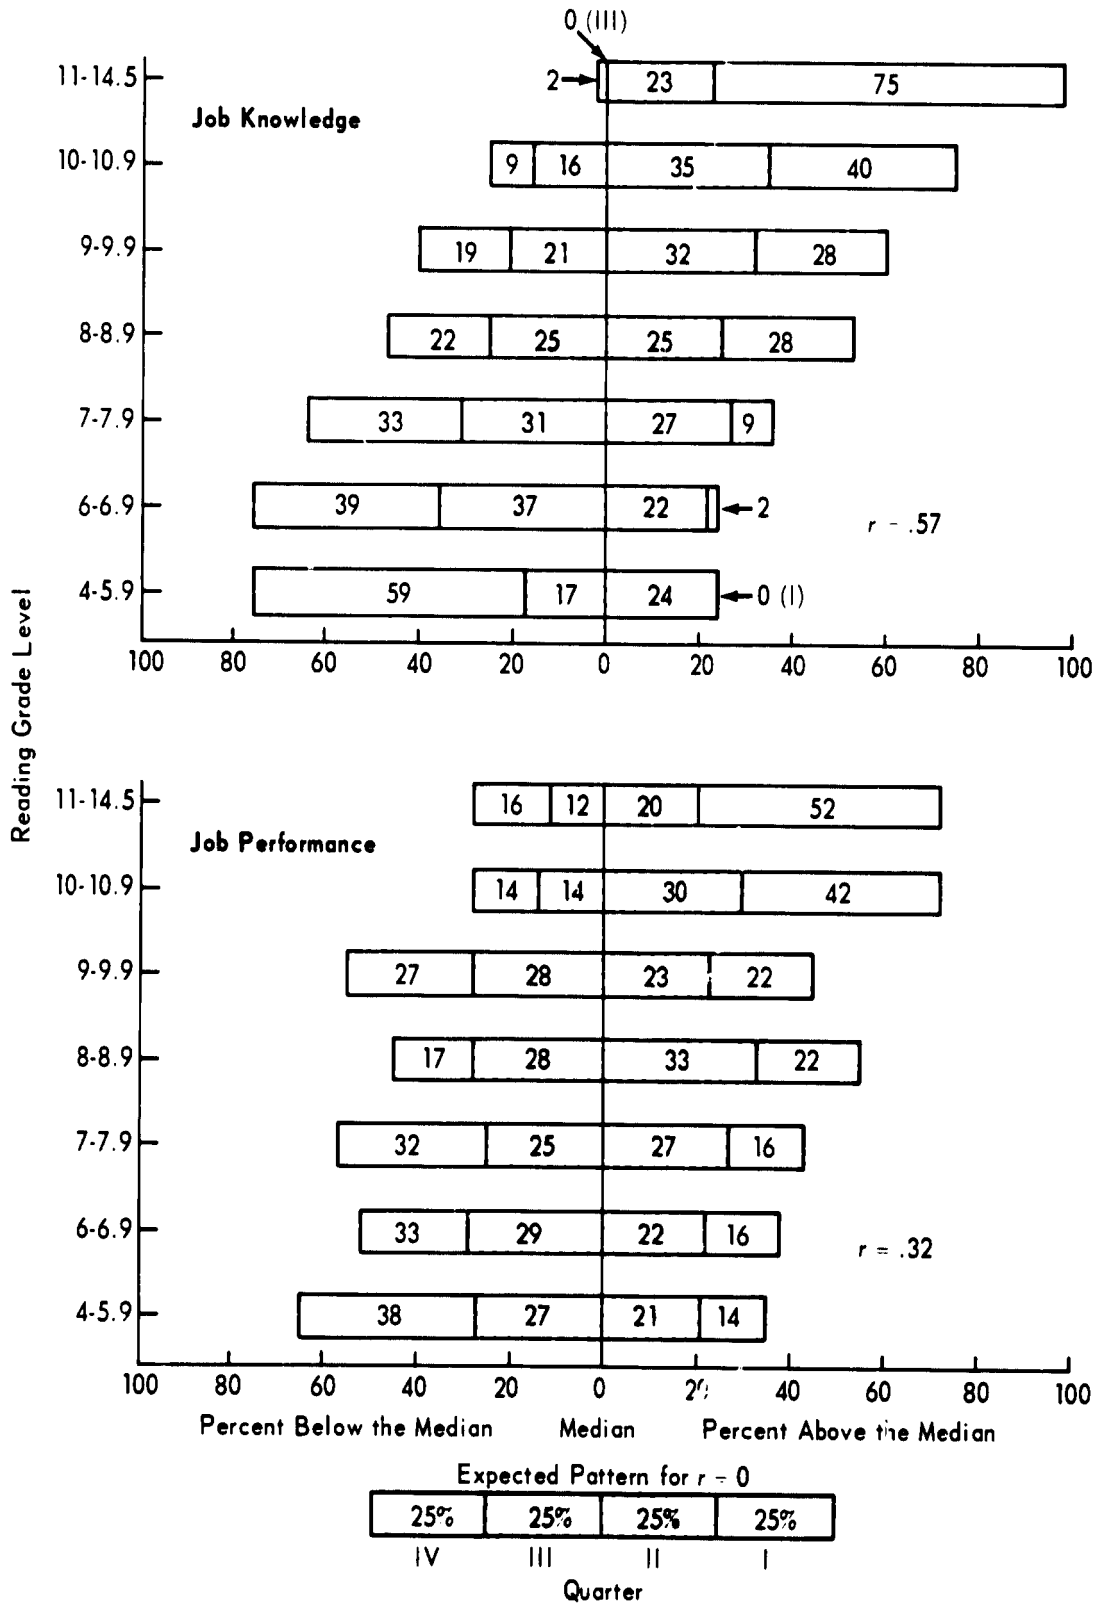 0 (III)
11-14.5 2 23 75
Job Knowledge
10-10.9 9 16 35 40
9-9.9 19 21 32 28
8-8.9 22 25 25 28
7-7.9 33 31 27 9
6-6.9 39 37 22 2
r = .57
4-5.9 59 17 24 0 (I)
100 80 60 40 20 0 20 40 60 80 100
Reading Grade Level
11-14.5 16 12 20 52
Job Performance
10-10.9 14 14 30 42
9-9.9 27 28 23 22
8-8.9 17 28 33 22
7-7.9 32 25 27 16
6-6.9 33 29 22 16
r = .32
4-5.9 38 27 21 14
100 80 60 40 20 0 20 40 60 80 100
Percent Below the Median Median Percent Above the Median
Expected Pattern for r = 0
25% 25% 25% 25%
IV III II I
Quarter